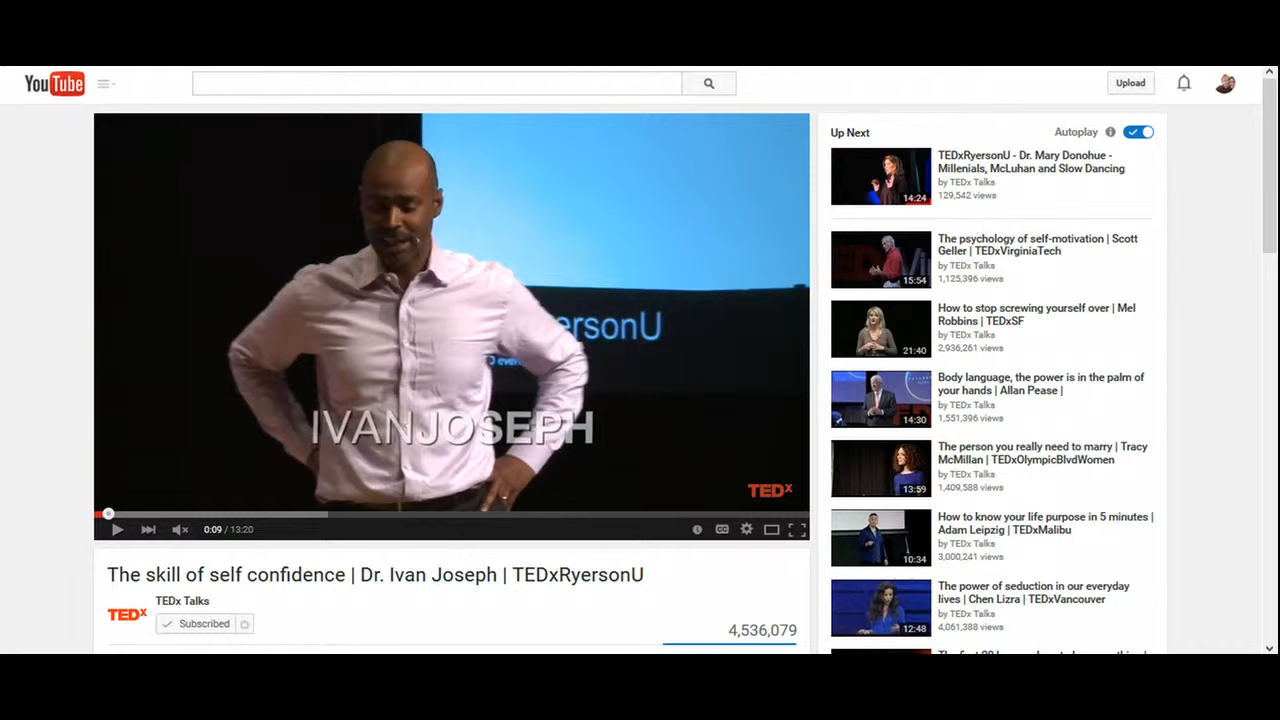 YouTube
Upload
ersonU
IVANJOSEPH
TEDx
0:09 / 13:20
CC
The skill of self confidence | Dr. Ivan Joseph | TEDxRyersonU
TEDx
TEDx Talks
Subscribed
4,536,079
Up Next
Autoplay
TEDxRyersonU - Dr. Mary Donohue -
Millenials, McLuhan and Slow Dancing
by TEDx Talks
129,542 views
14:24
The psychology of self-motivation | Scott
Geller | TEDxVirginiaTech
by TEDx Talks
1,125,396 views
15:54
How to stop screwing yourself over | Mel
Robbins | TEDxSF
by TEDx Talks
2,936,261 views
21:40
Body language, the power is in the palm of
your hands | Allan Pease |
by TEDx Talks
1,551,396 views
14:30
The person you really need to marry | Tracy
McMillan | TEDxOlympicBlvdWomen
by TEDx Talks
1,409,588 views
13:59
How to know your life purpose in 5 minutes |
Adam Leipzig | TEDxMalibu
by TEDx Talks
3,000,241 views
10:34
The power of seduction in our everyday
lives | Chen Lizra | TEDxVancouver
by TEDx Talks
4,061,388 views
12:48